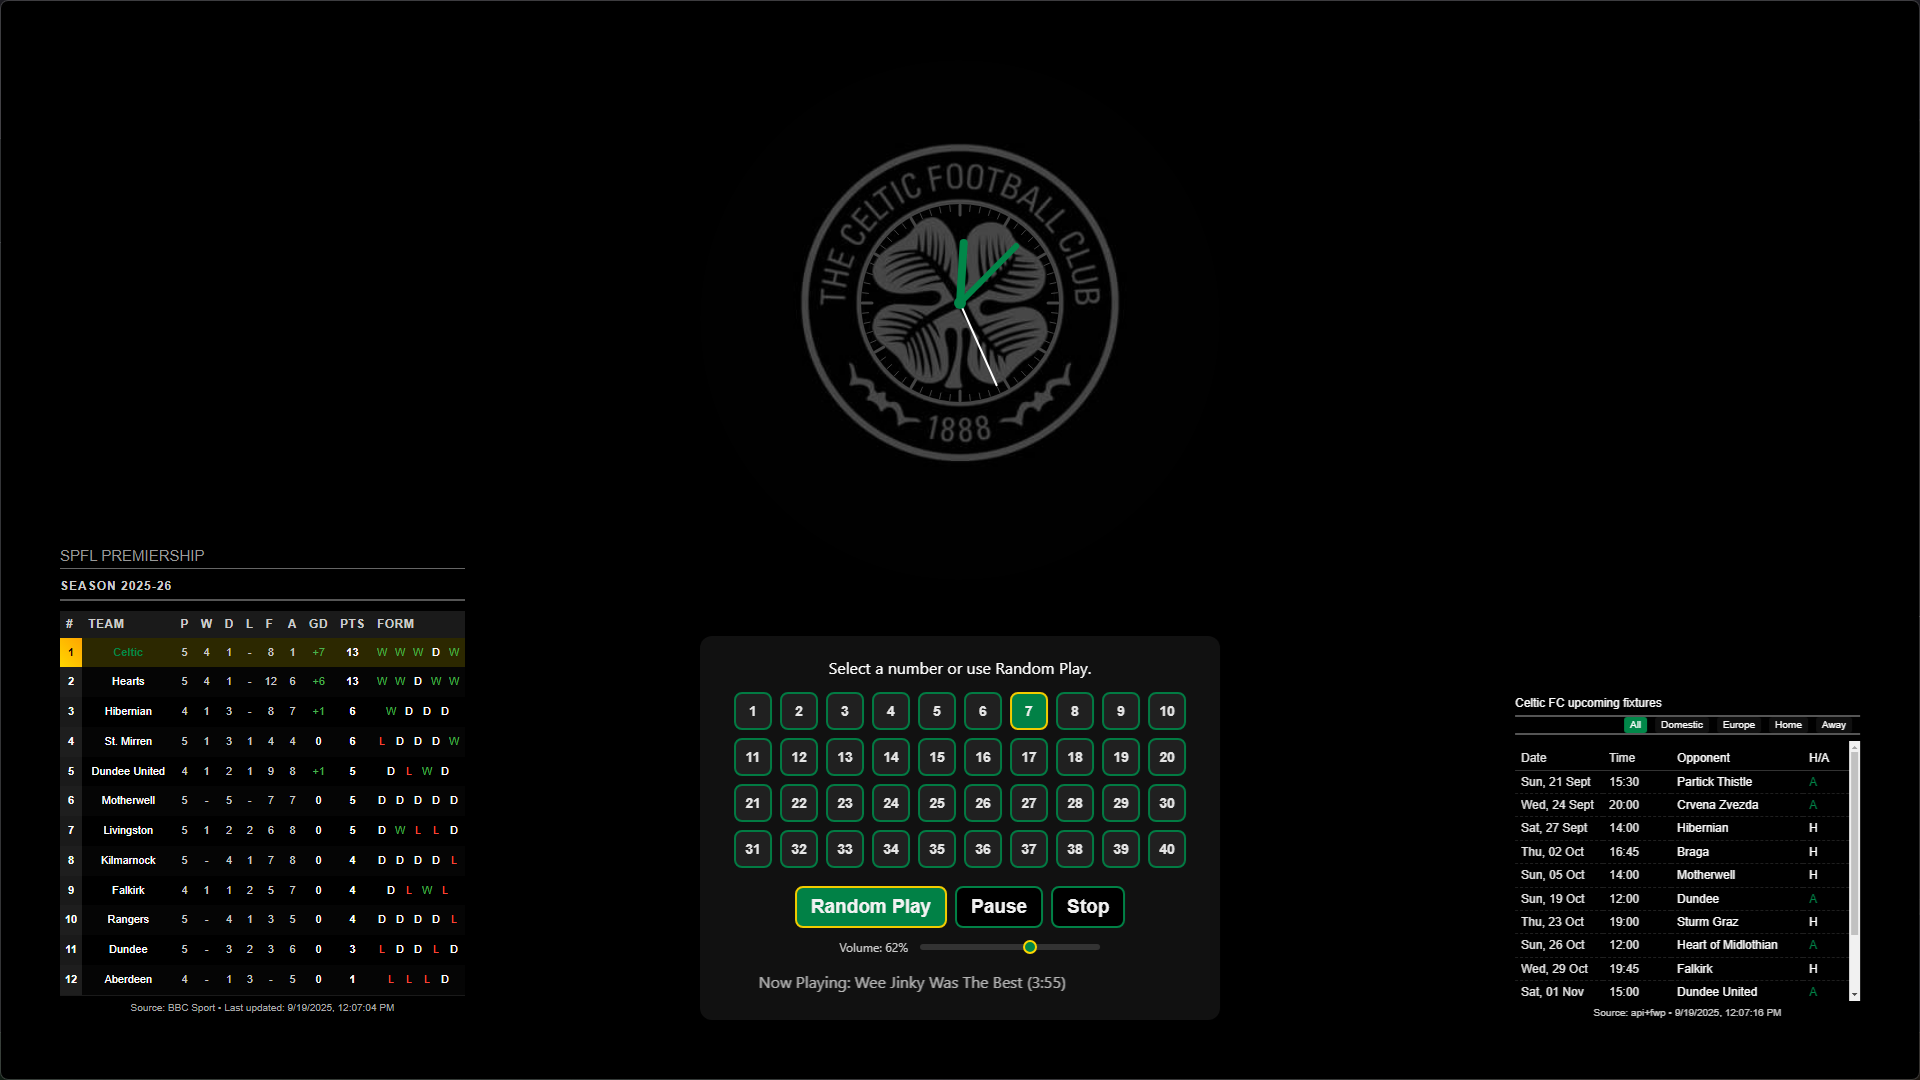 THE CELTIC FOOTBALL CLUB
1888
SPFL PREMIERSHIP
SEASON 2025-26
# TEAM P W D L F A GD PTS FORM
1 Celtic 5 4 1 - 8 1 +7 13 W W W D W
2 Hearts 5 4 1 - 12 6 +6 13 W W D W W
3 Hibernian 4 1 3 - 8 7 +1 6 W D D D
4 St. Mirren 5 1 3 1 4 4 0 6 L D D D W
5 Dundee United 4 1 2 1 9 8 +1 5 D L W D
6 Motherwell 5 - 5 - 7 7 0 5 D D D D D
7 Livingston 5 1 2 2 6 8 0 5 D W L L D
8 Kilmarnock 5 - 4 1 7 8 0 4 D D D D L
9 Falkirk 4 1 1 2 5 7 0 4 D L W L
10 Rangers 5 - 4 1 3 5 0 4 D D D D L
11 Dundee 5 - 3 2 3 6 0 3 L D D L D
12 Aberdeen 4 - 1 3 - 5 0 1 L L L D
Source: BBC Sport • Last updated: 9/19/2025, 12:07:04 PM
Select a number or use Random Play.
1 2 3 4 5 6 7 8 9 10
11 12 13 14 15 16 17 18 19 20
21 22 23 24 25 26 27 28 29 30
31 32 33 34 35 36 37 38 39 40
Random Play Pause Stop
Volume: 62%
Now Playing: Wee Jinky Was The Best (3:55)
Celtic FC upcoming fixtures
All Domestic Europe Home Away
Date Time Opponent H/A
Sun, 21 Sept 15:30 Partick Thistle A
Wed, 24 Sept 20:00 Crvena Zvezda A
Sat, 27 Sept 14:00 Hibernian H
Thu, 02 Oct 16:45 Braga H
Sun, 05 Oct 14:00 Motherwell H
Sun, 19 Oct 12:00 Dundee A
Thu, 23 Oct 19:00 Sturm Graz H
Sun, 26 Oct 12:00 Heart of Midlothian A
Wed, 29 Oct 19:45 Falkirk H
Sat, 01 Nov 15:00 Dundee United A
Source: api+fwp • 9/19/2025, 12:07:16 PM